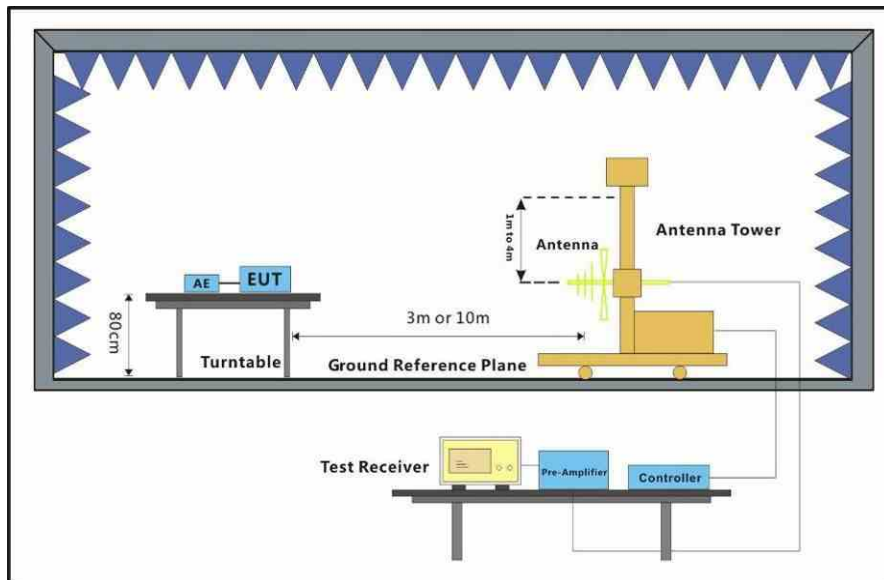 1m to 4m
Antenna
Antenna Tower
AE
EUT
80cm
3m or 10m
Turntable
Ground Reference Plane
Test Receiver
Pre-Amplifier
Controller